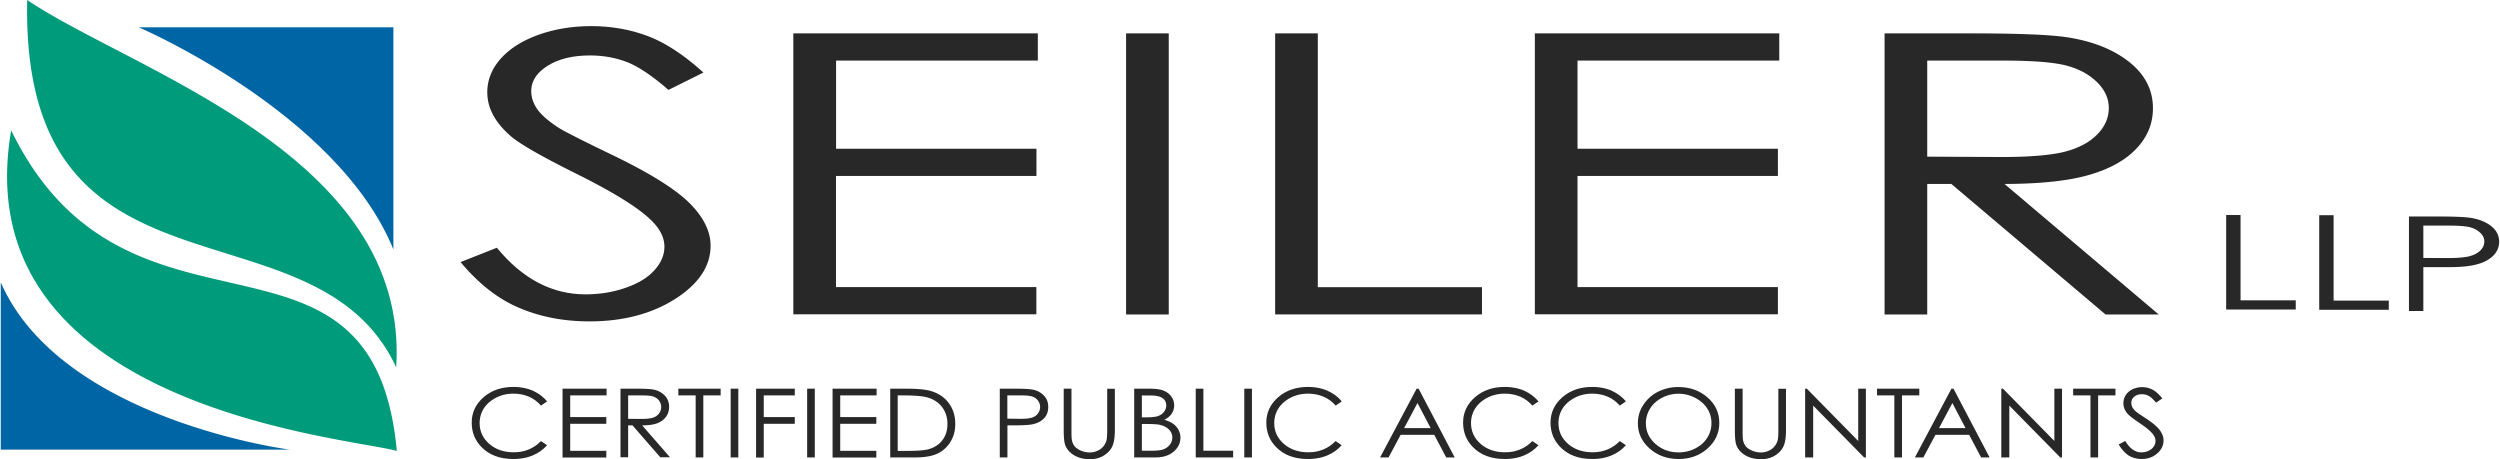 SEILER LLP
CERTIFIED PUBLIC ACCOUNTANTS